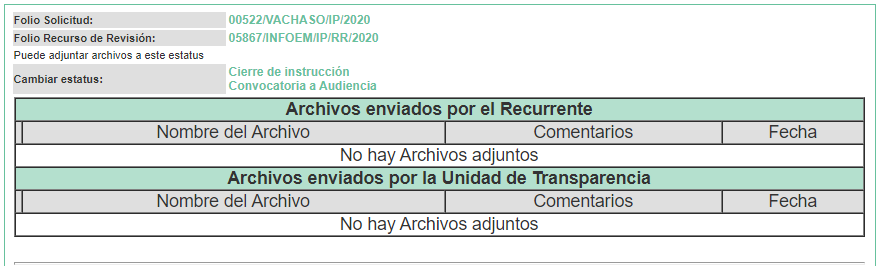 Folio Solicitud: 00522/VACHASO/IP/2020
Folio Recurso de Revisión: 05867/INFOEM/IP/RR/2020
Puede adjuntar archivos a este estatus
Cambiar estatus: Cierre de instrucción
Convocatoria a Audiencia
Archivos enviados por el Recurrente
Nombre del Archivo Comentarios Fecha
No hay Archivos adjuntos
Archivos enviados por la Unidad de Transparencia
Nombre del Archivo Comentarios Fecha
No hay Archivos adjuntos